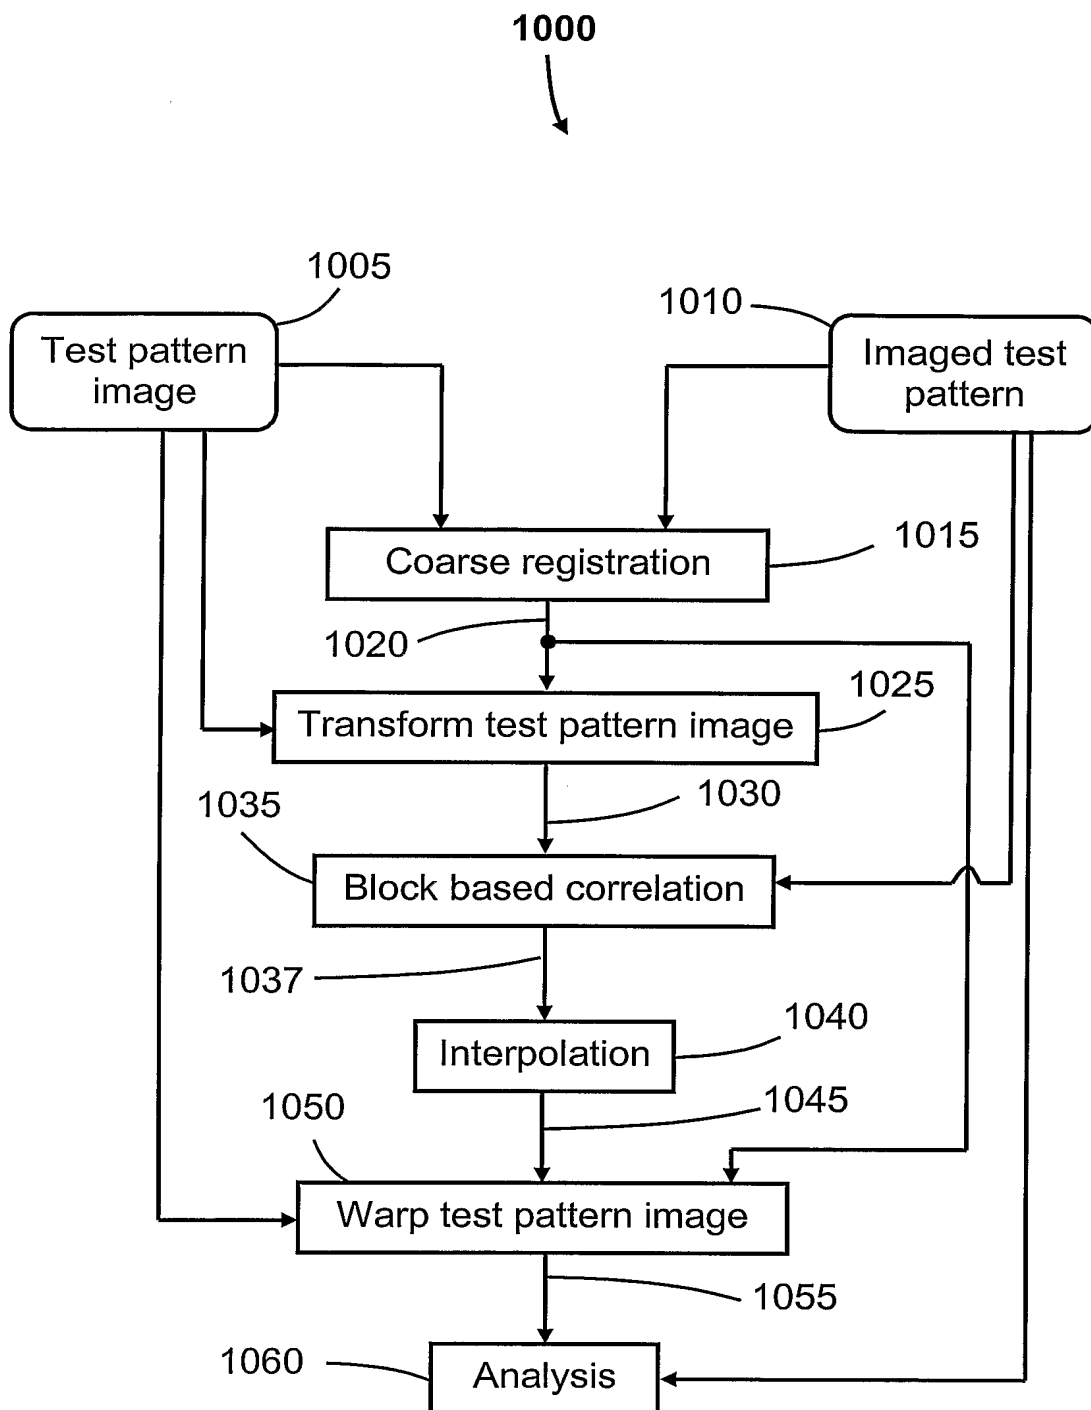 1000
1005
1010
Test pattern
image
Imaged test
pattern
Coarse registration
1015
1020
1025
Transform test pattern image
1030
1035
Block based correlation
1037
1040
Interpolation
1045
1050
Warp test pattern image
1055
1060
Analysis